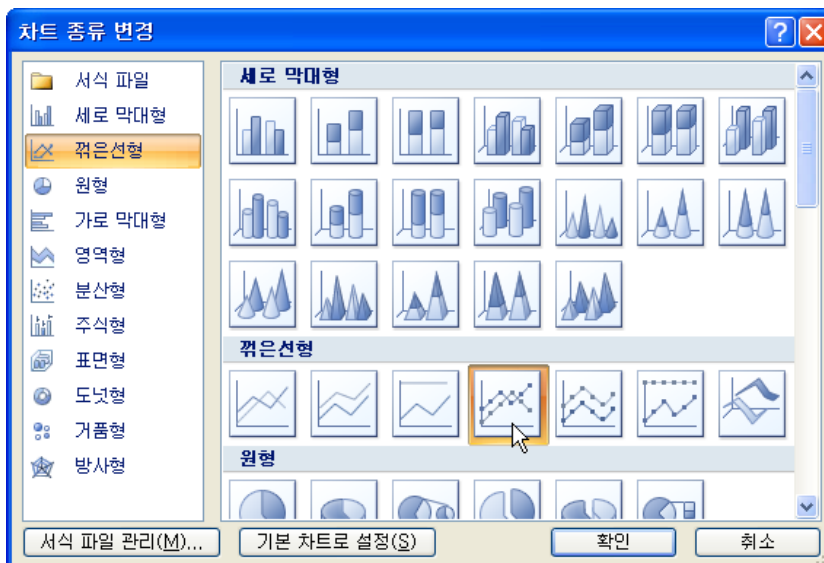 차트 종류 변경
서식 파일
세로 막대형
꺾은선형
원형
가로 막대형
영역형
분산형
주식형
표면형
도넛형
거품형
방사형
세로 막대형
꺾은선형
원형
서식 파일 관리(M)...
기본 차트로 설정(S)
확인
취소